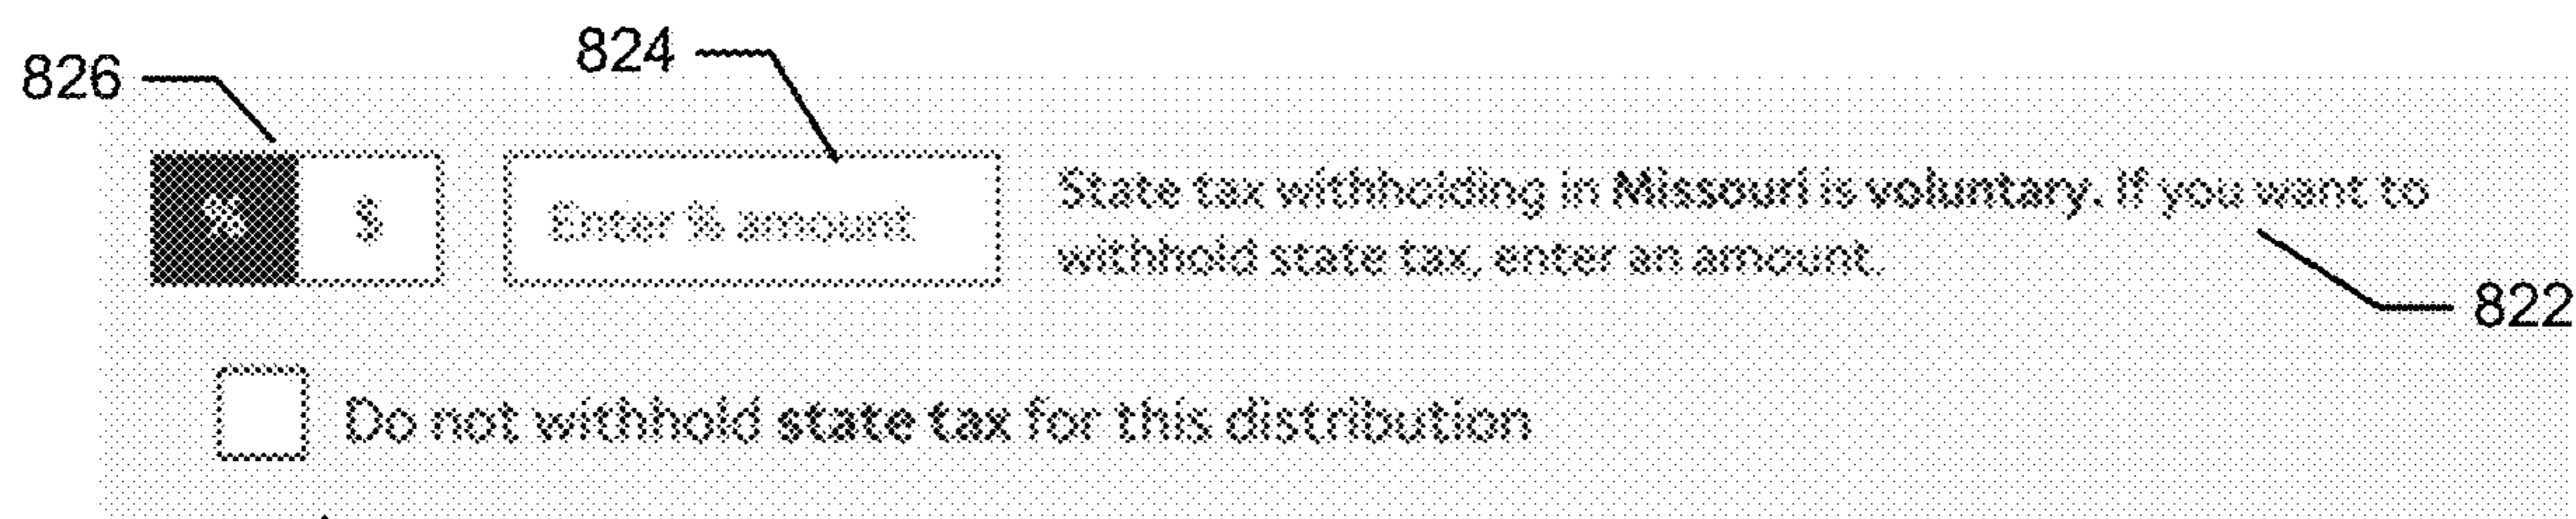 824
826
% $ Enter % amount State tax withholding in Missouri is voluntary. If you want to
withhold state tax, enter an amount.
822
Do not withhold state tax for this distribution